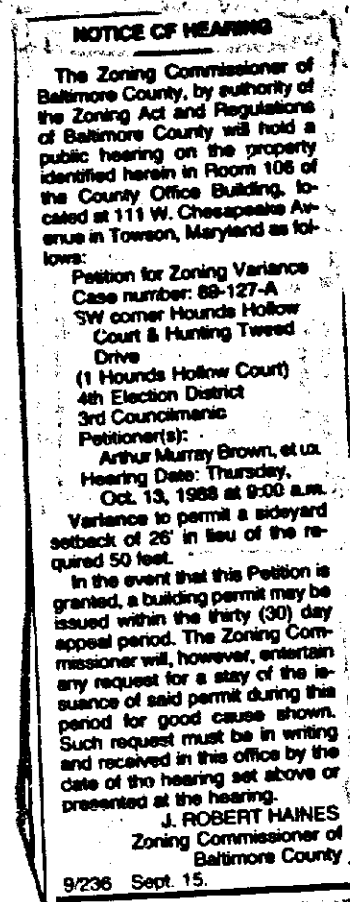 NOTICE OF HEARING
The Zoning Commissioner of
Baltimore County, by authority of
the Zoning Act and Regulations
of Baltimore County will hold a
public hearing on the property
identified herein in Room 106 of
the County Office Building, lo-
cated at 111 W. Chesapeake Av-
enue in Towson, Maryland as fol-
lows:
Petition for Zoning Variance
Case number: 89-127-A
SW corner Hounds Hollow
Court & Hunting Tweed
Drive
(1 Hounds Hollow Court)
4th Election District
3rd Councilmanic
Petitioner(s):
Arthur Murray Brown, et ux
Hearing Date: Thursday,
Oct. 13, 1988 at 9:00 a.m.
Variance to permit a sideyard
setback of 26' in lieu of the re-
quired 50 feet.
In the event that this Petition is
granted, a building permit may be
issued within the thirty (30) day
appeal period. The Zoning Com-
missioner will, however, entertain
any request for a stay of the is-
suance of said permit during this
period for good cause shown.
Such request must be in writing
and received in this office by the
date of the hearing set above or
presented at the hearing.
J. ROBERT HAINES
Zoning Commissioner of
Baltimore County
9/236 Sept. 15.